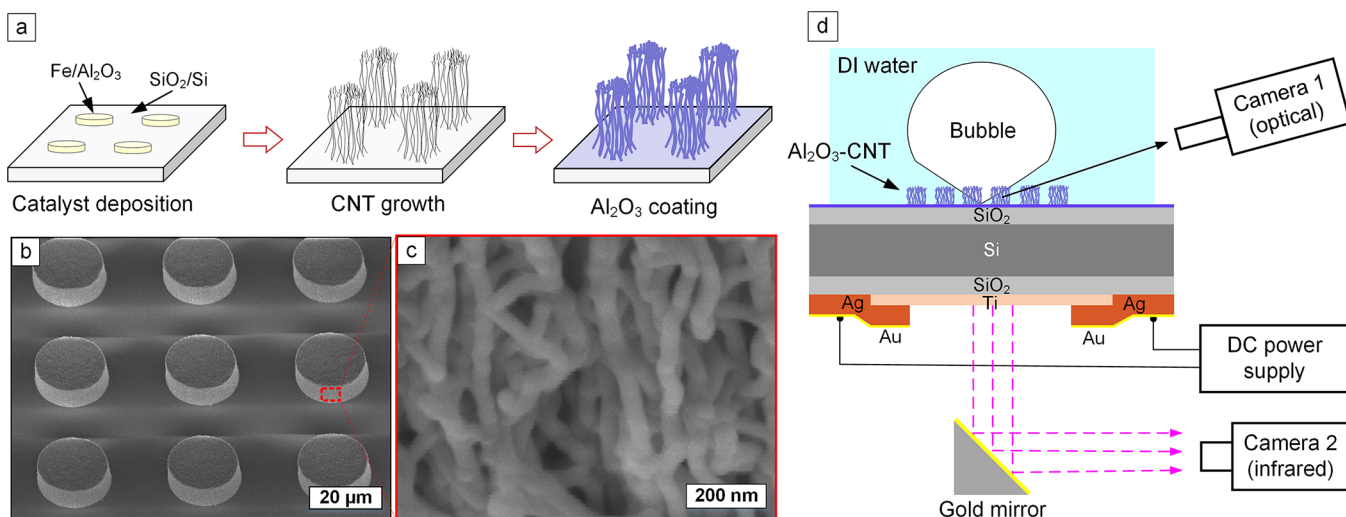 a
Fe/Al₂O₃
SiO₂/Si
Catalyst deposition
CNT growth
Al₂O₃ coating
b
20 µm
c
200 nm
d
DI water
Bubble
Al₂O₃-CNT
Camera 1
(optical)
SiO₂
Si
SiO₂
Ag
Ti
Ag
Au
Au
DC power
supply
Camera 2
(infrared)
Gold mirror